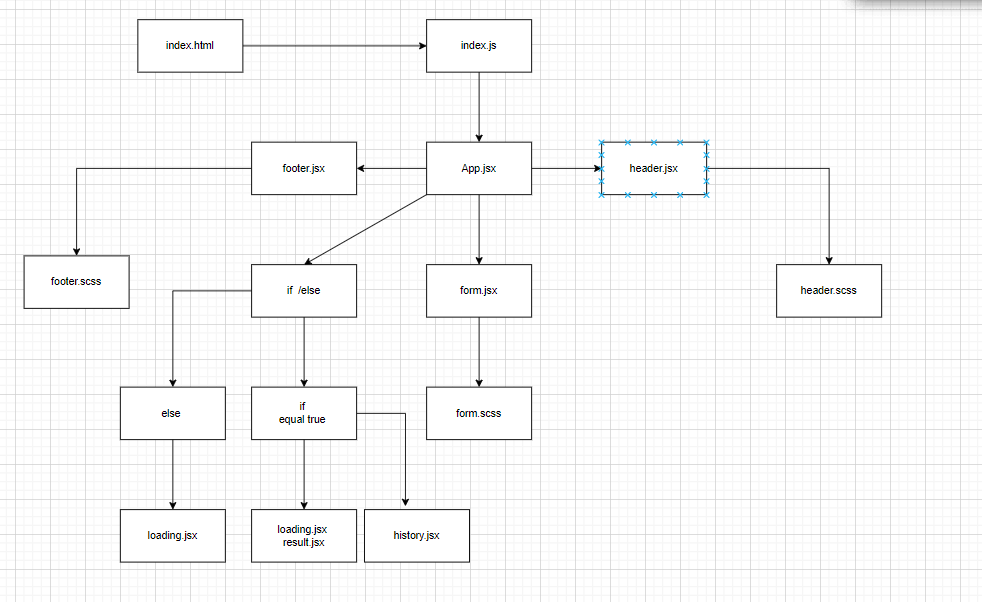 index.html
index.js
footer.jsx
App.jsx
header.jsx
footer.scss
if /else
form.jsx
header.scss
else
if
equal true
form.scss
loading.jsx
loading.jsx
result.jsx
history.jsx